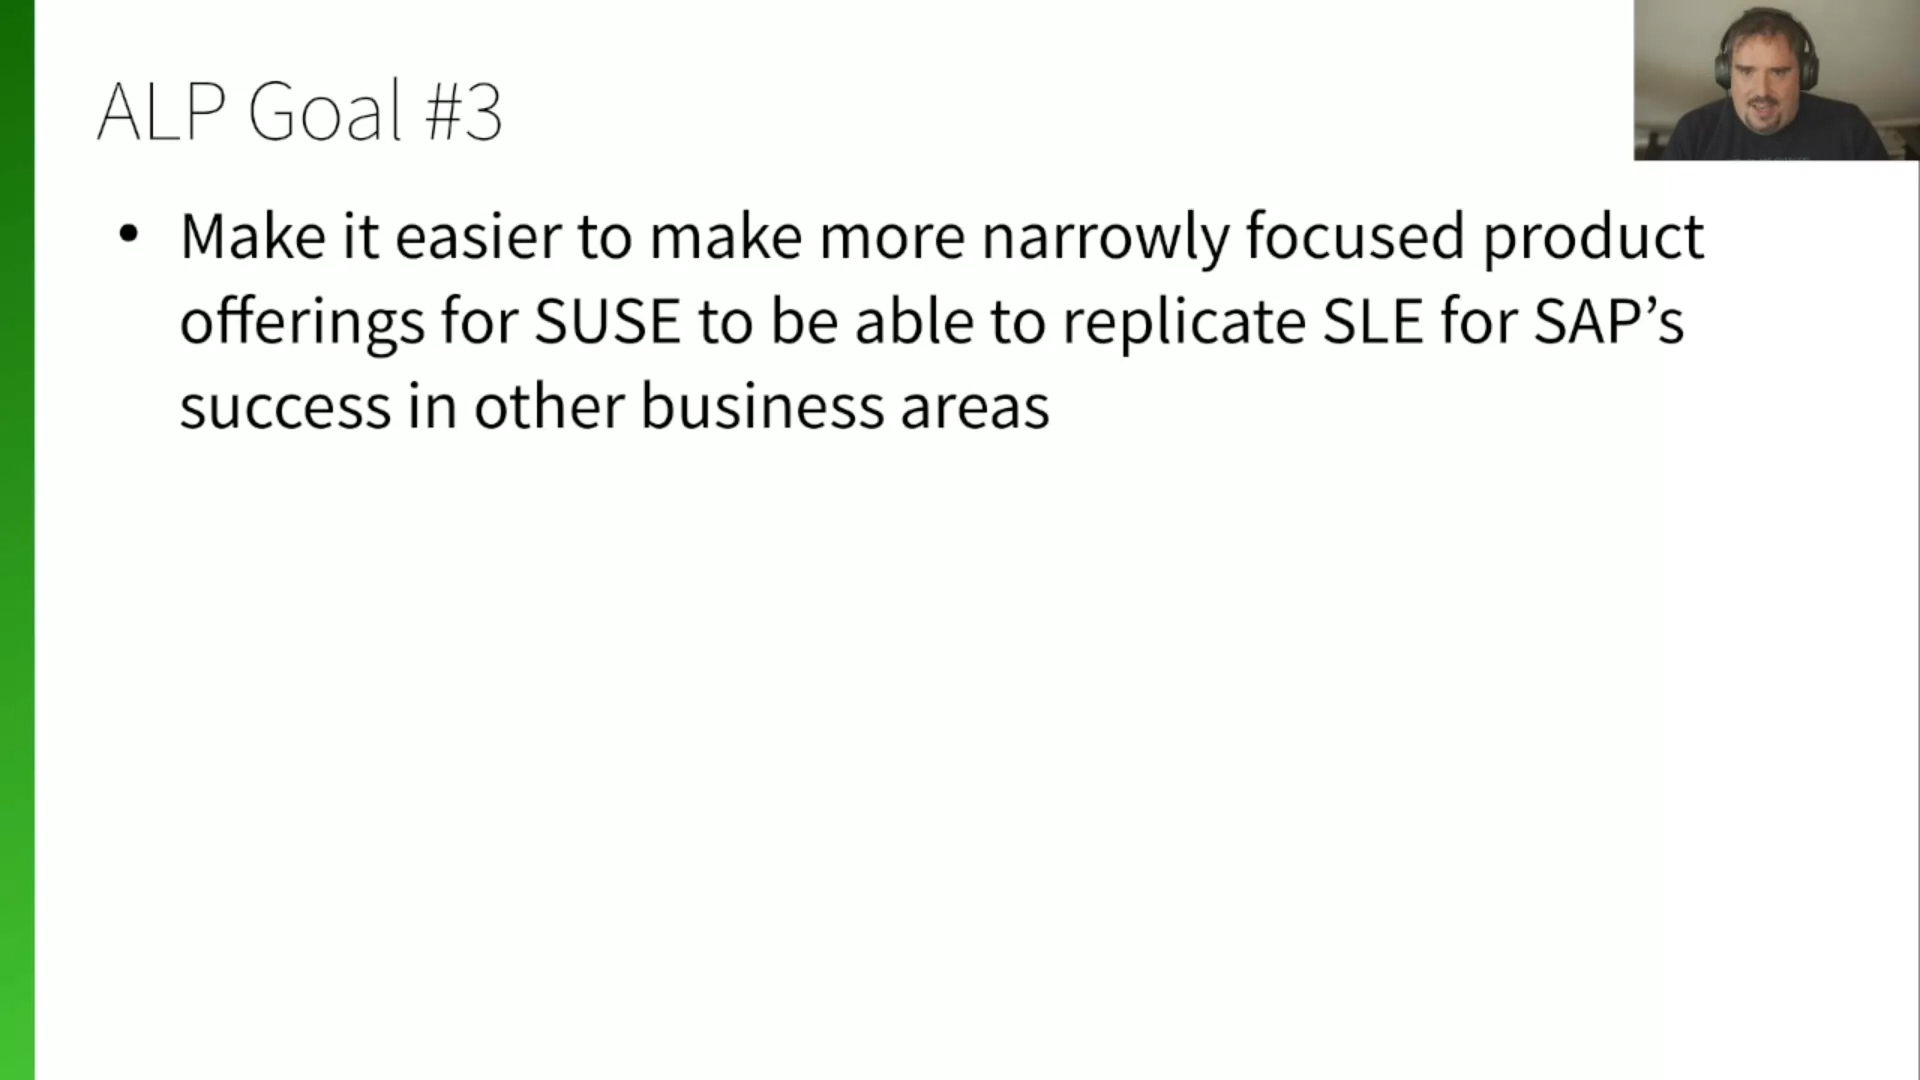 ALP Goal #3
• Make it easier to make more narrowly focused product
offerings for SUSE to be able to replicate SLE for SAP’s
success in other business areas